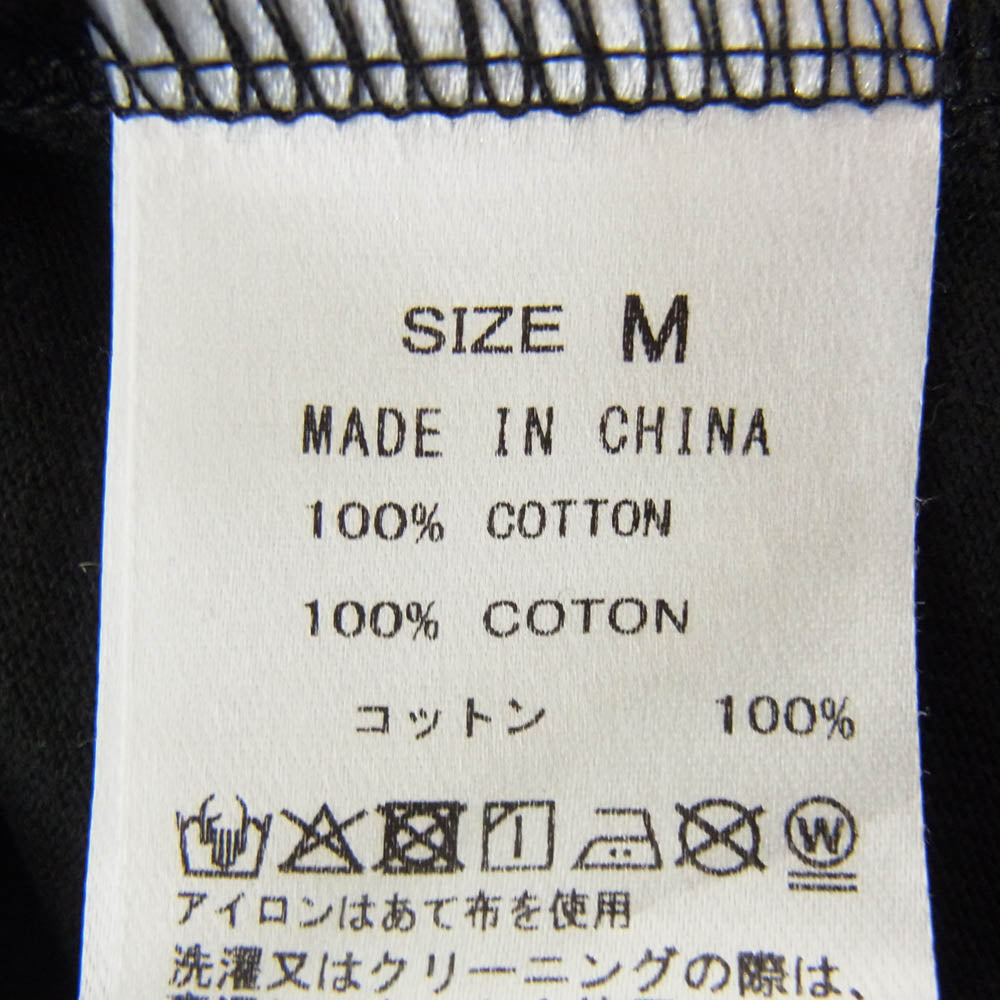 SIZE M
MADE IN CHINA
100% COTTON
100% COTON
コットン 100%
W
アイロンはあて布を使用
洗濯又はクリーニングの際は、